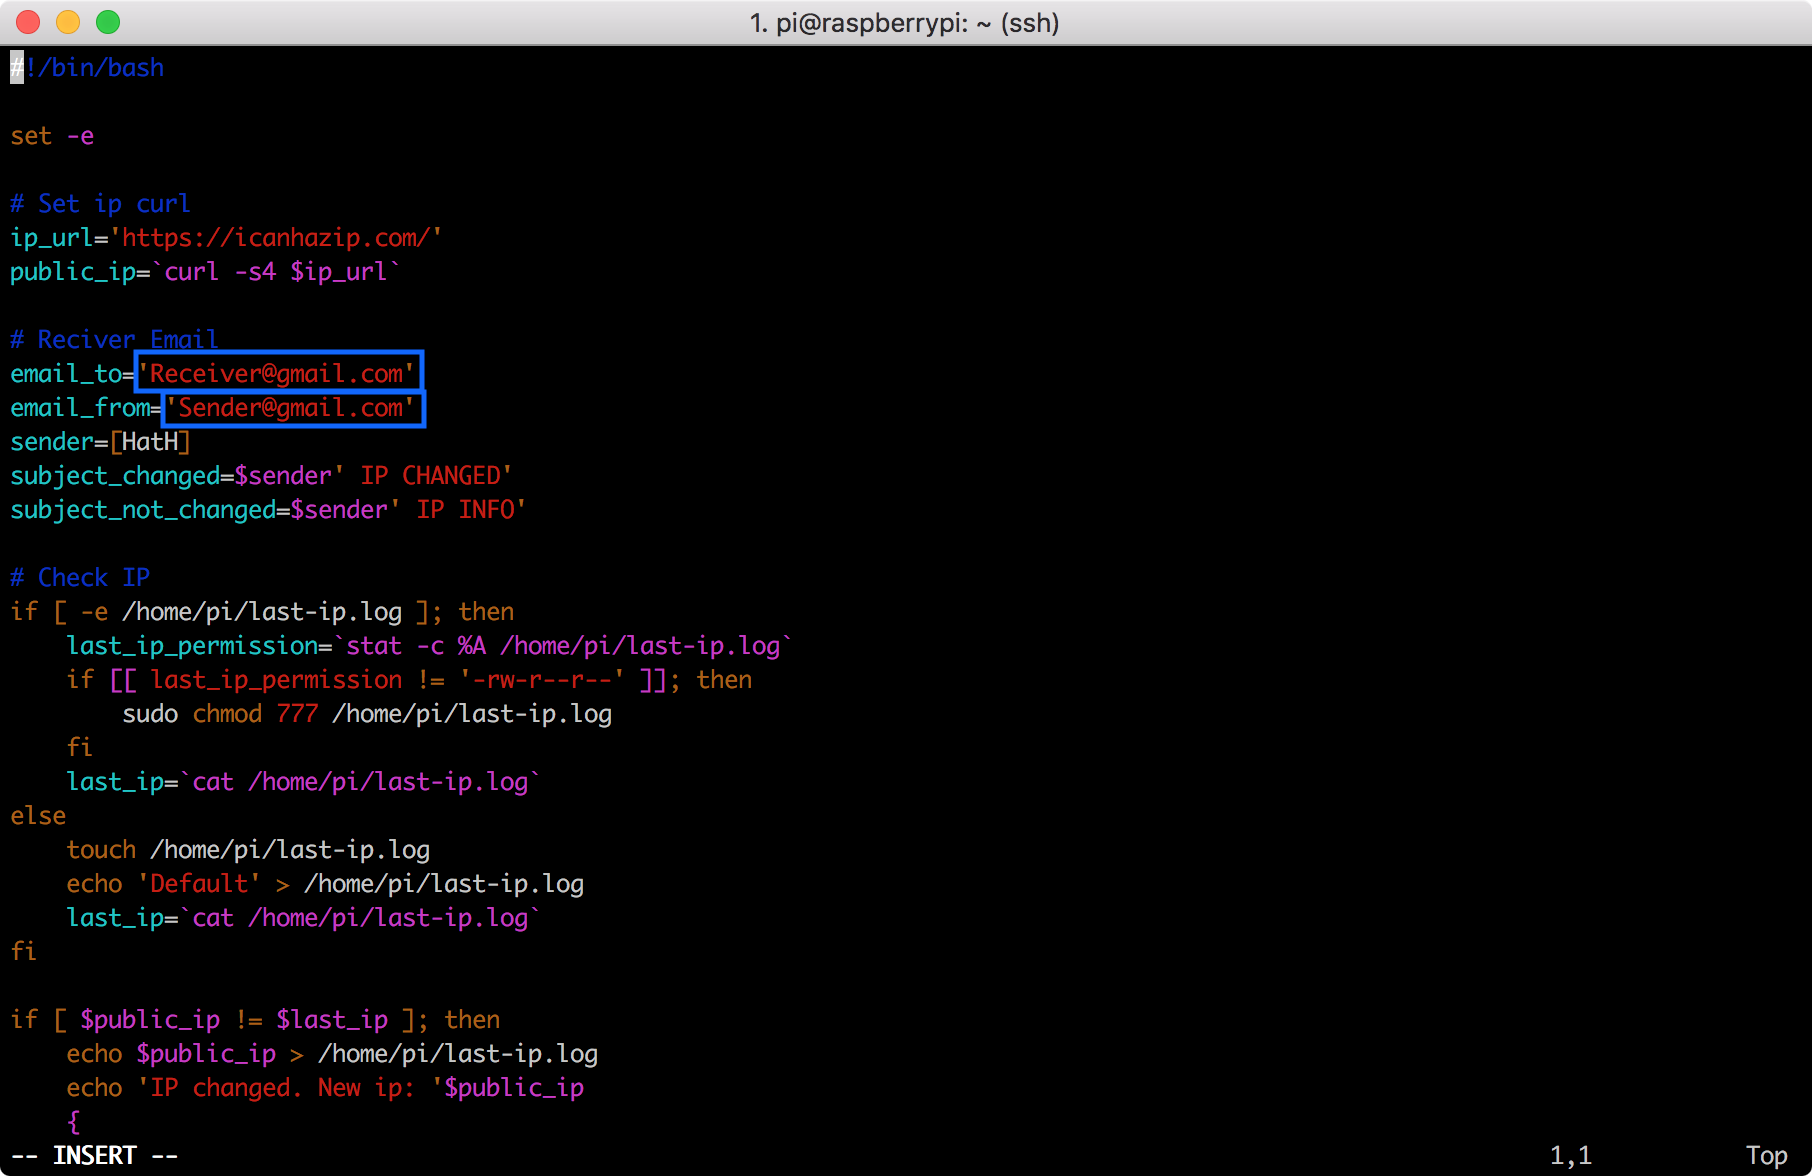 1. pi@raspberrypi: ~ (ssh)
#!/bin/bash
set -e
# Set ip curl
ip_url='https://icanhazip.com/'
public_ip=`curl -s4 $ip_url`
# Reciver Email
email_to='Receiver@gmail.com'
email_from='Sender@gmail.com'
sender=[HatH]
subject_changed=$sender' IP CHANGED'
subject_not_changed=$sender' IP INFO'
# Check IP
if [ -e /home/pi/last-ip.log ]; then
    last_ip_permission=`stat -c %A /home/pi/last-ip.log`
    if [[ last_ip_permission != '-rw-r--r--' ]]; then
        sudo chmod 777 /home/pi/last-ip.log
    fi
    last_ip=`cat /home/pi/last-ip.log`
else
    touch /home/pi/last-ip.log
    echo 'Default' > /home/pi/last-ip.log
    last_ip=`cat /home/pi/last-ip.log`
fi
if [ $public_ip != $last_ip ]; then
    echo $public_ip > /home/pi/last-ip.log
    echo 'IP changed. New ip: '$public_ip
    {
-- INSERT -- 1,1 Top